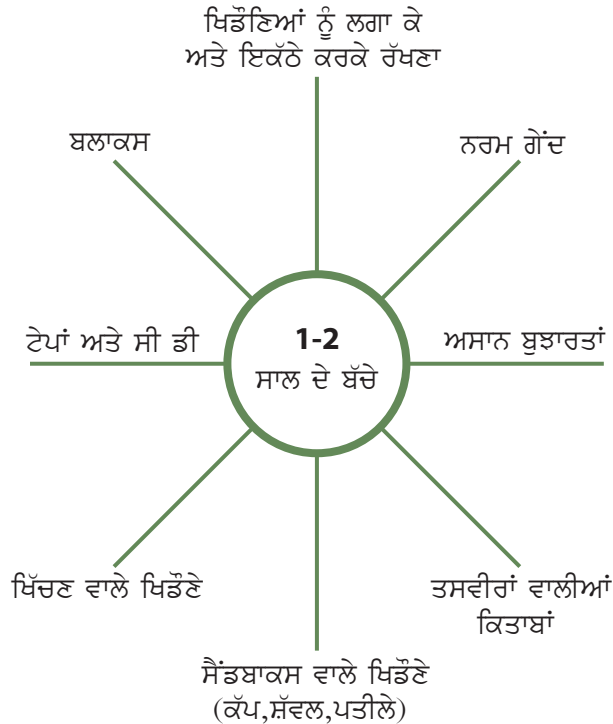 ਖਿਡੌਣਿਆਂ ਨੂੰ ਲਗਾ ਕੇ
ਅਤੇ ਇਕੱਠੇ ਕਰਕੇ ਰੱਖਣਾ
ਬਲਾਕਸ
ਨਰਮ ਗੇਂਦ
ਟੇਪਾਂ ਅਤੇ ਸੀ ਡੀ
1-2
ਸਾਲ ਦੇ ਬੱਚੇ
ਅਸਾਨ ਬੁਝਾਰਤਾਂ
ਖਿੱਚਣ ਵਾਲੇ ਖਿਡੌਣੇ
ਤਸਵੀਰਾਂ ਵਾਲੀਆਂ
ਕਿਤਾਬਾਂ
ਸੈਂਡਬਾਕਸ ਵਾਲੇ ਖਿਡੌਣੇ
(ਕੱਪ,ਸ਼ੱਵਲ,ਪਤੀਲੇ)